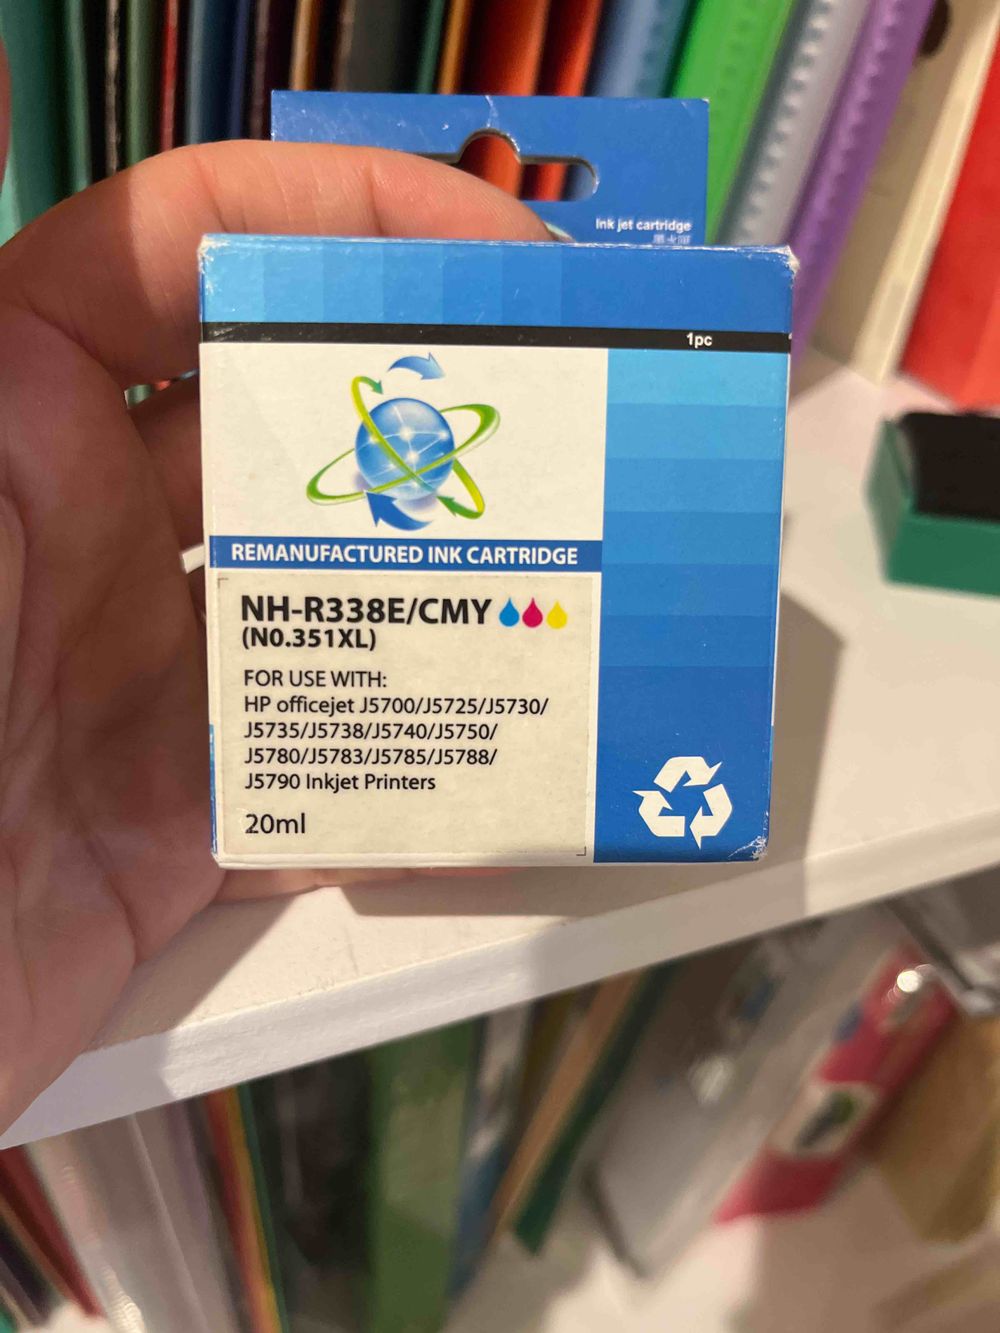 Ink jet cartridge
1pc
REMANUFACTURED INK CARTRIDGE
NH-R338E/CMY
(N0.351XL)
FOR USE WITH:
HP officejet J5700/J5725/J5730/
J5735/J5738/J5740/J5750/
J5780/J5783/J5785/J5788/
J5790 Inkjet Printers
20ml